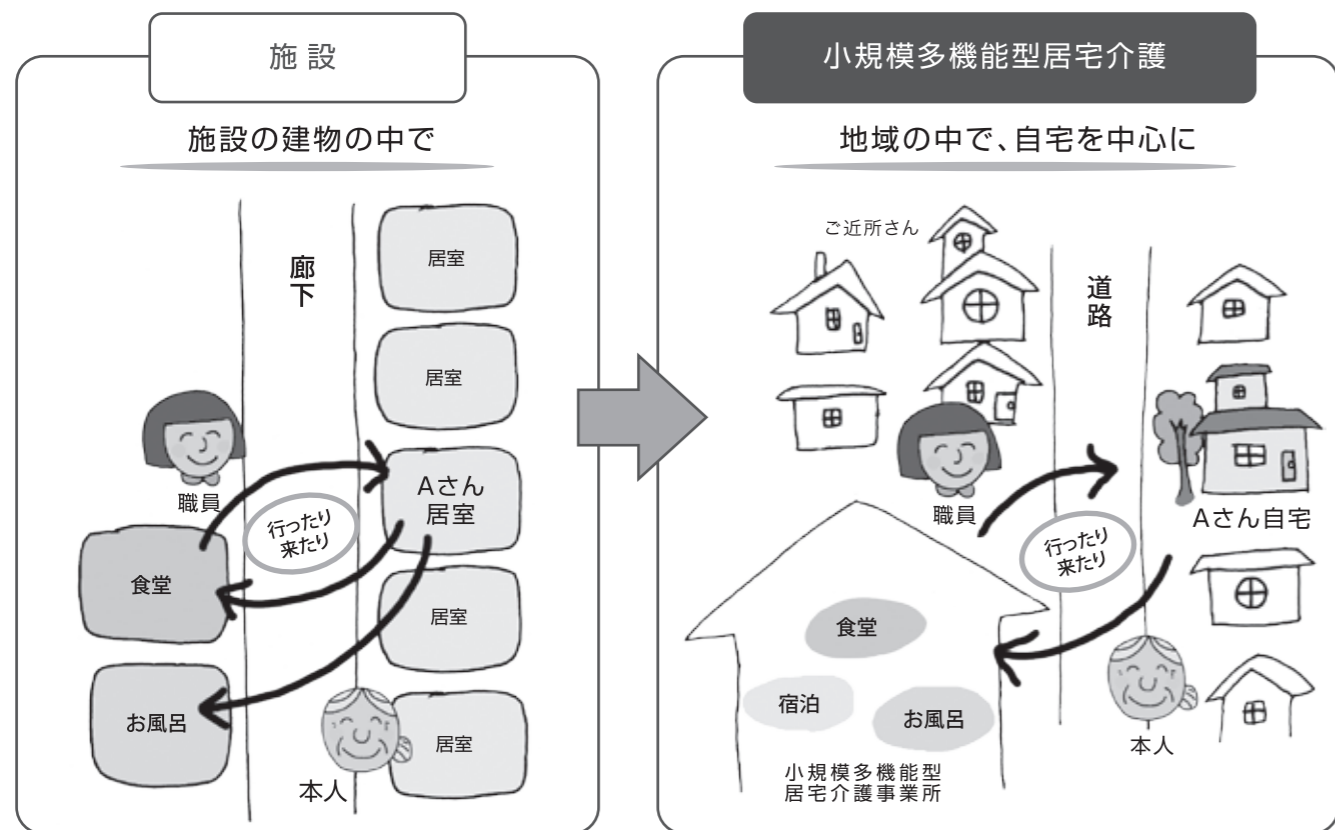 施設
施設の建物の中で
廊下
居室
居室
職員
Aさん
居室
行ったり
来たり
食堂
居室
お風呂
居室
本人
小規模多機能型居宅介護
地域の中で、自宅を中心に
ご近所さん
道路
職員
Aさん自宅
行ったり
来たり
食堂
宿泊
お風呂
本人
小規模多機能型
居宅介護事業所